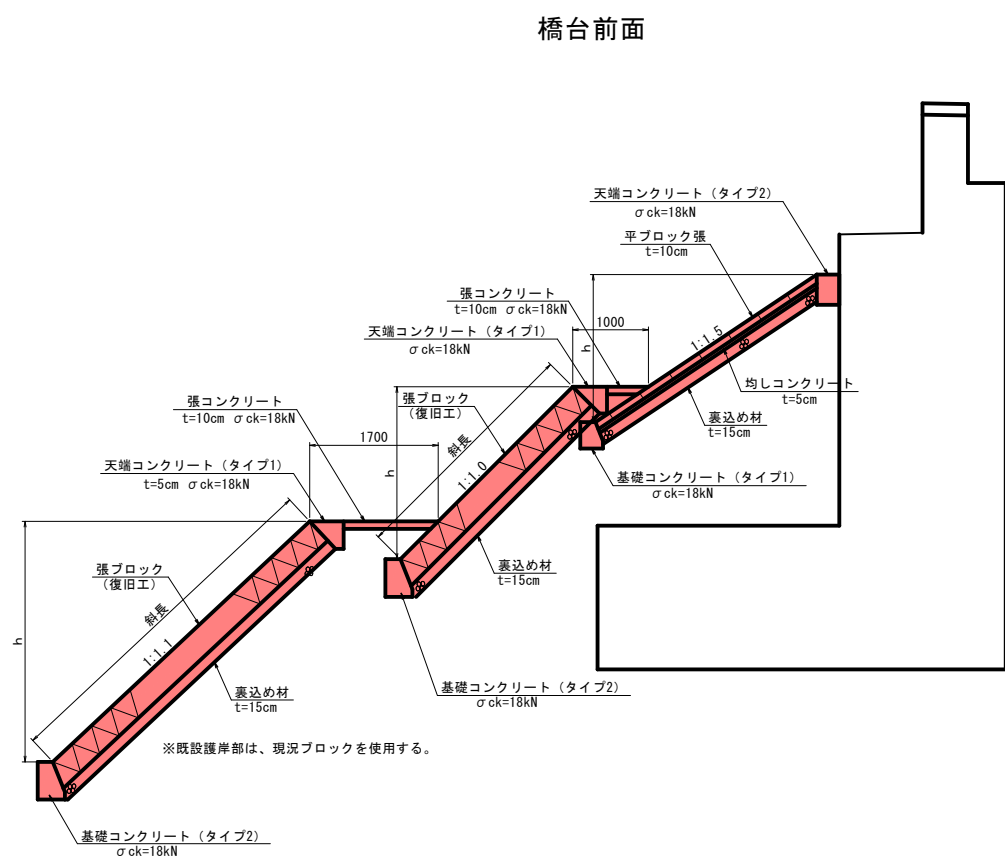 橋台前面
天端コンクリート（タイプ2）
σck=18kN
平ブロック張
t=10cm
張コンクリート
t=10cm σck=18kN
1000
天端コンクリート（タイプ1）
σck=18kN
h
1:1.5
均しコンクリート
t=5cm
裏込め材
t=15cm
張ブロック
（復旧工）
斜長
1:1.0
h
基礎コンクリート（タイプ1）
σck=18kN
張コンクリート
t=10cm σck=18kN
1700
天端コンクリート（タイプ1）
t=5cm σck=18kN
裏込め材
t=15cm
張ブロック
（復旧工）
斜長
1:1.1
h
基礎コンクリート（タイプ2）
σck=18kN
裏込め材
t=15cm
※既設護岸部は、現況ブロックを使用する。
基礎コンクリート（タイプ2）
σck=18kN